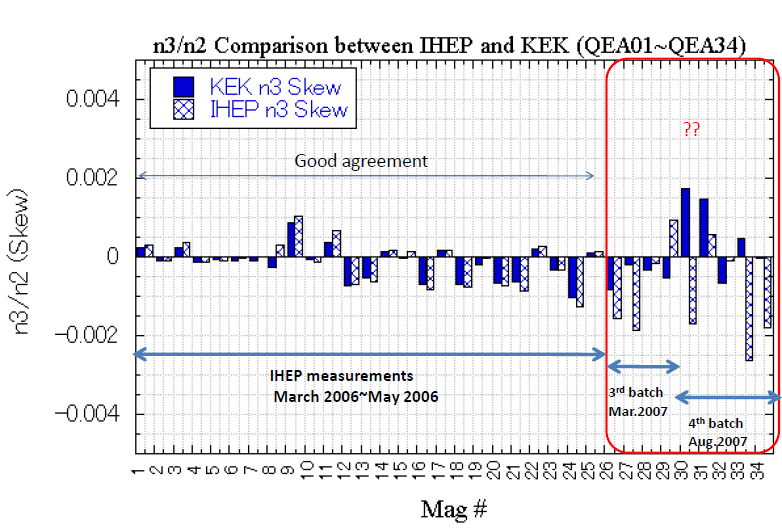 n3/n2 Comparison between IHEP and KEK (QEA01~QEA34)
KEK n3 Skew
IHEP n3 Skew
??
Good agreement
0.004
0.002
0
−0.002
−0.004
n3/n2 (Skew)
IHEP measurements
March 2006~May 2006
3rd batch
Mar.2007
4th batch
Aug.2007
1 2 3 4 5 6 7 8 9 10 11 12 13 14 15 16 17 18 19 20 21 22 23 24 25 26 27 28 29 30 31 32 33 34
Mag #